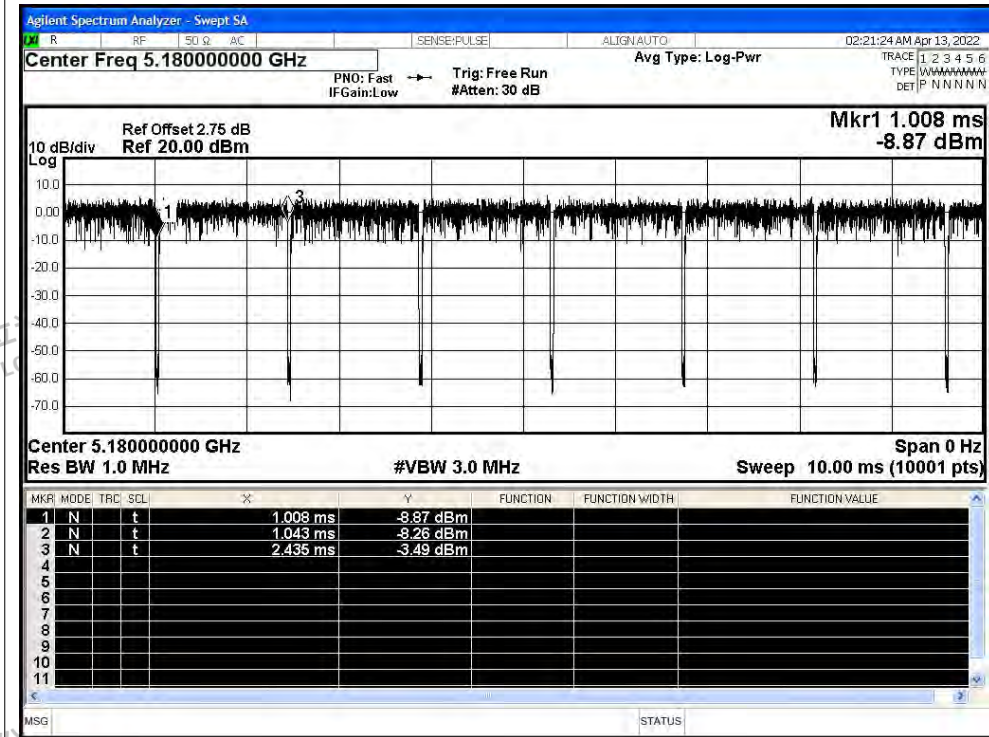 Agilent Spectrum Analyzer - Swept SA
R RF 50 Ω AC SENSE:PULSE ALIGN AUTO 02:21:24 AM Apr 13, 2022
Center Freq 5.180000000 GHz
PNO: Fast Trig: Free Run Avg Type: Log-Pwr TRACE 1 2 3 4 5 6
IFGain:Low #Atten: 30 dB TYPE
DET P N N N N N
Mkr1 1.008 ms
-8.87 dBm
Ref Offset 2.75 dB
10 dB/div Ref 20.00 dBm
Log
10.0
0.00
-10.0
-20.0
-30.0
-40.0
-50.0
-60.0
-70.0
1
3
Center 5.180000000 GHz Span 0 Hz
Res BW 1.0 MHz #VBW 3.0 MHz Sweep 10.00 ms (10001 pts)
MKR MODE TRC SCL X Y FUNCTION FUNCTION WIDTH FUNCTION VALUE
1 N t 1.008 ms -8.87 dBm
2 N t 1.043 ms -8.26 dBm
3 N t 2.435 ms -3.49 dBm
4
5
6
7
8
9
10
11
MSG STATUS